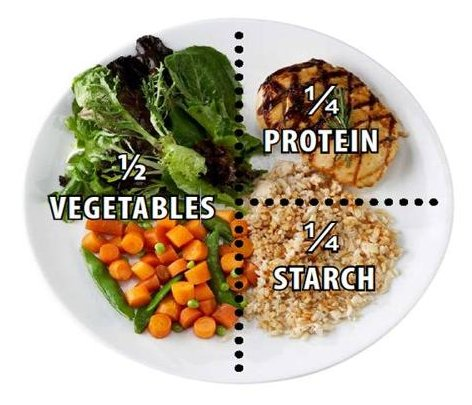 ½
VEGETABLES
¼
PROTEIN
¼
STARCH